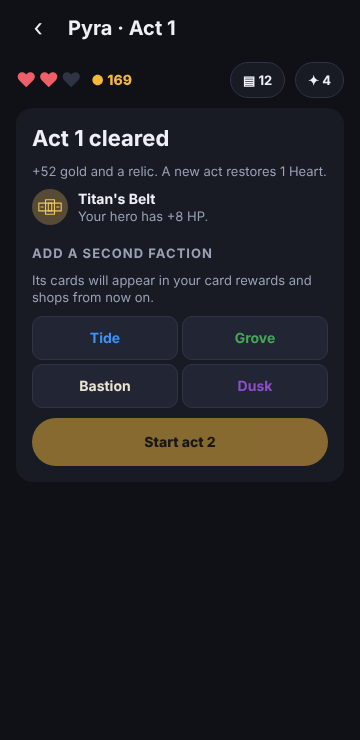 Pyra · Act 1
169
12
4
Act 1 cleared
+52 gold and a relic. A new act restores 1 Heart.
Titan's Belt
Your hero has +8 HP.
ADD A SECOND FACTION
Its cards will appear in your card rewards and
shops from now on.
Tide
Grove
Bastion
Dusk
Start act 2